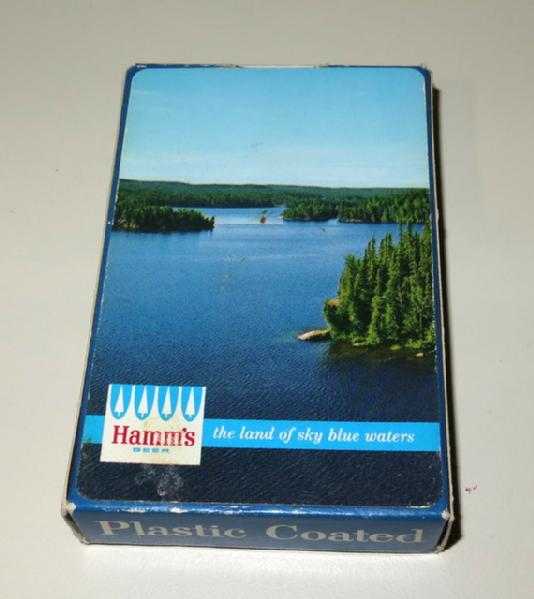 Hamm's
BEER
the land of sky blue waters
Plastic Coated